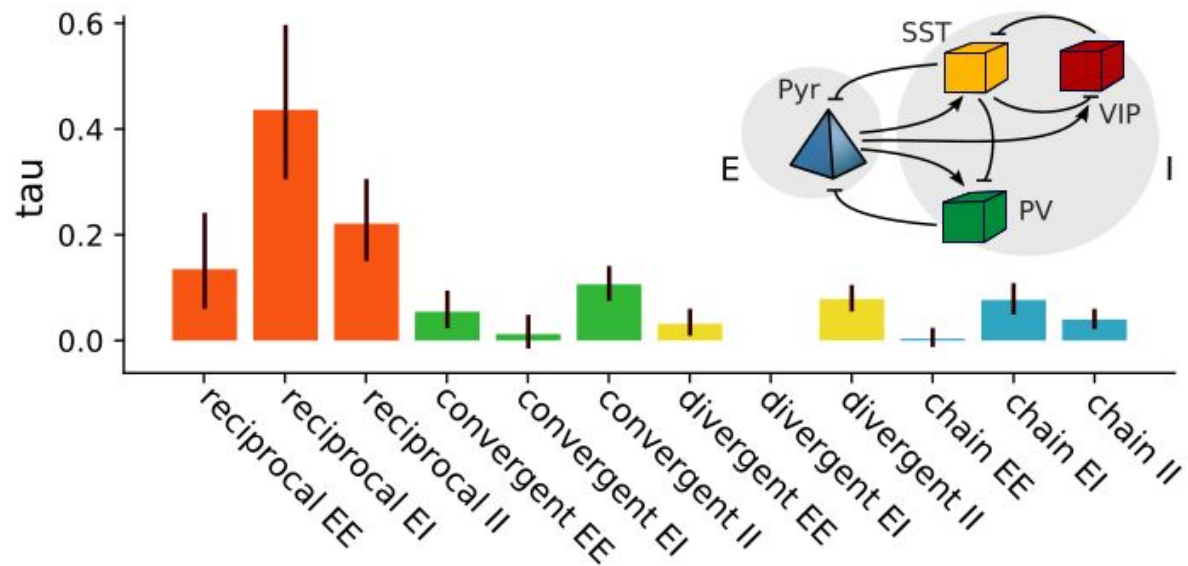 0.6
0.4
0.2
0.0
tau
SST
Pyr
VIP
E
I
PV
reciprocal EE
reciprocal EI
reciprocal II
convergent EE
convergent EI
convergent II
divergent EE
divergent EI
divergent II
chain EE
chain EI
chain II